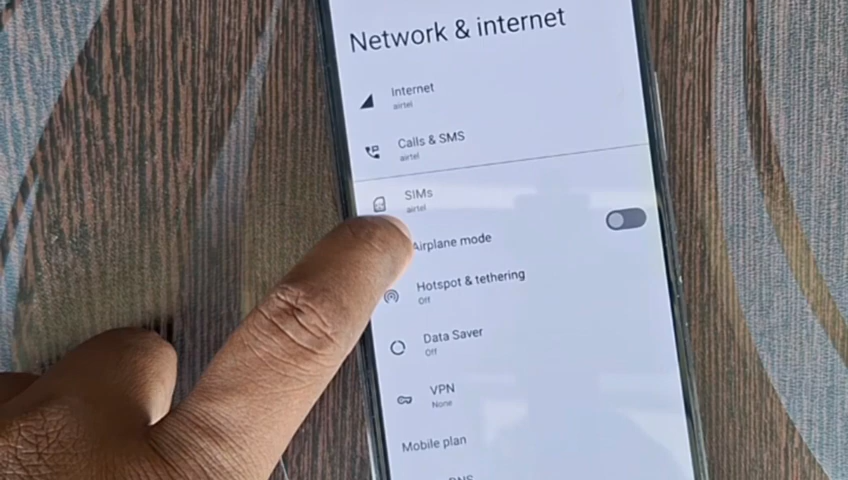 Network & internet
Internet
airtel
Calls & SMS
airtel
SIMs
airtel
Airplane mode
Hotspot & tethering
Off
Data Saver
Off
VPN
None
Mobile plan